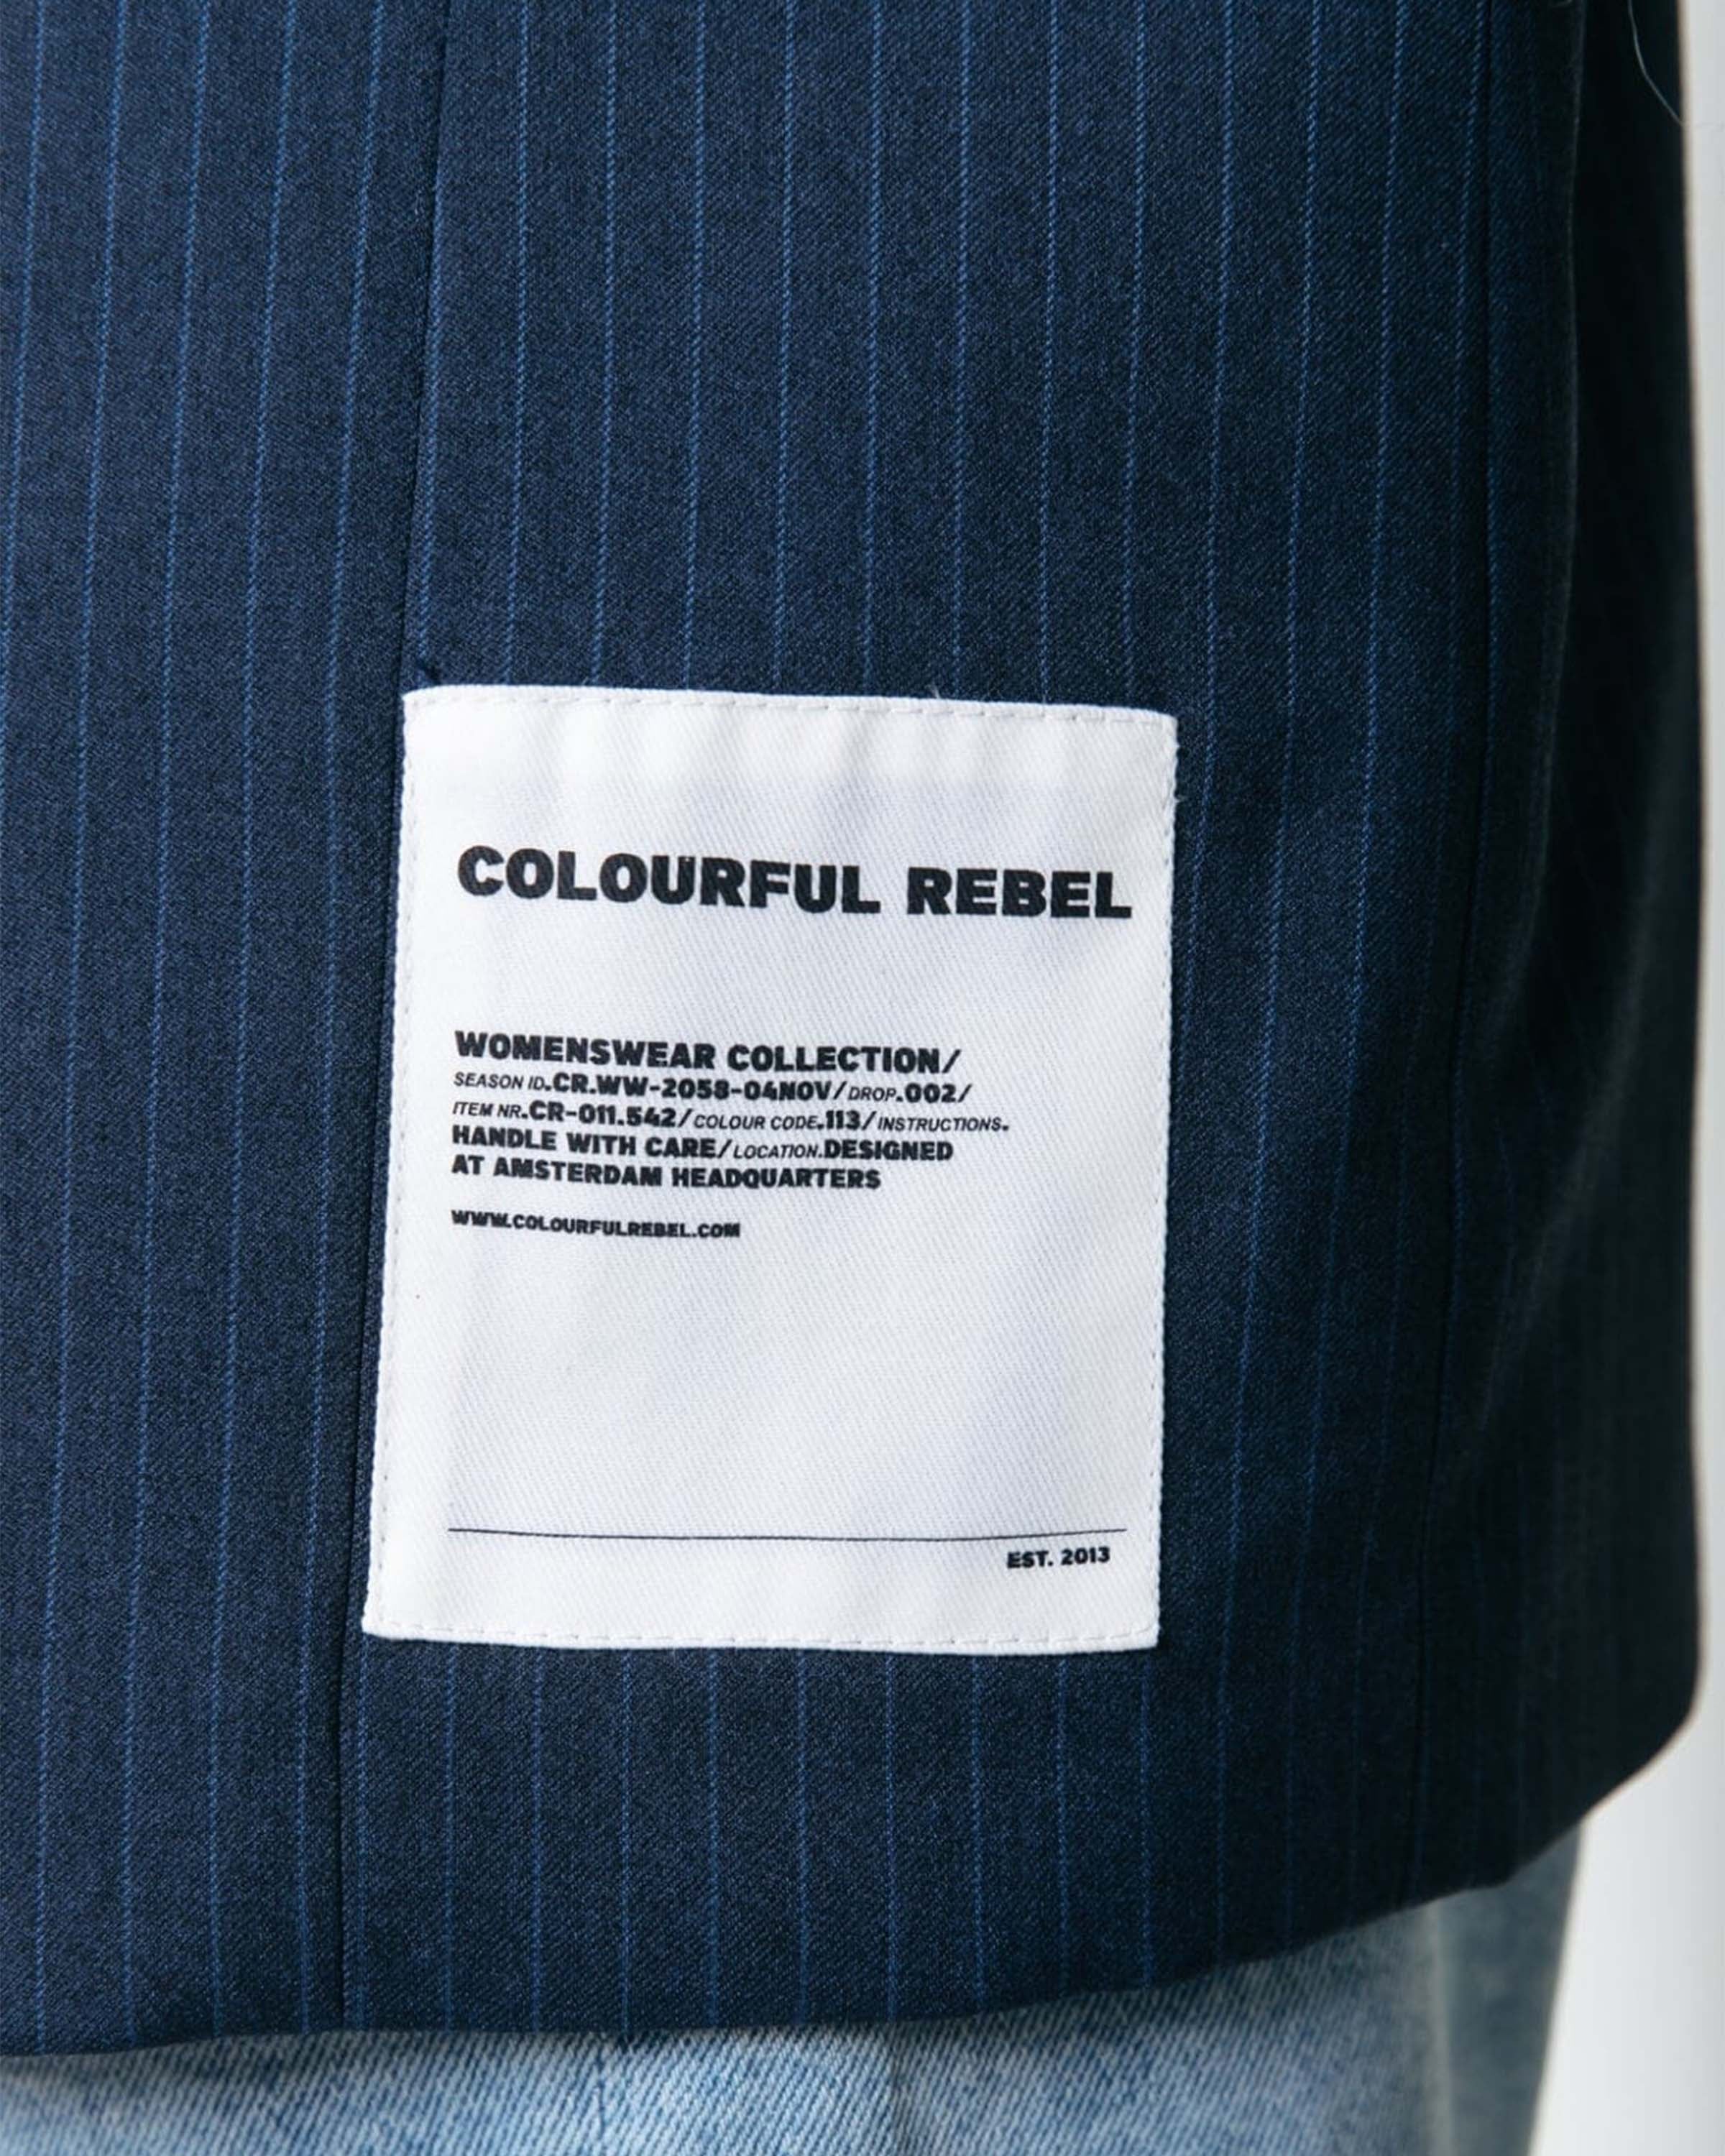 COLOURFUL REBEL
WOMENSWEAR COLLECTION/
SEASON ID.CR.WW-2058-04NOV/DROP.002/
ITEM NR.CR-011.542/COLOUR CODE.113/INSTRUCTIONS.
HANDLE WITH CARE/LOCATION.DESIGNED
AT AMSTERDAM HEADQUARTERS
WWW.COLOURFULREBEL.COM
EST. 2013